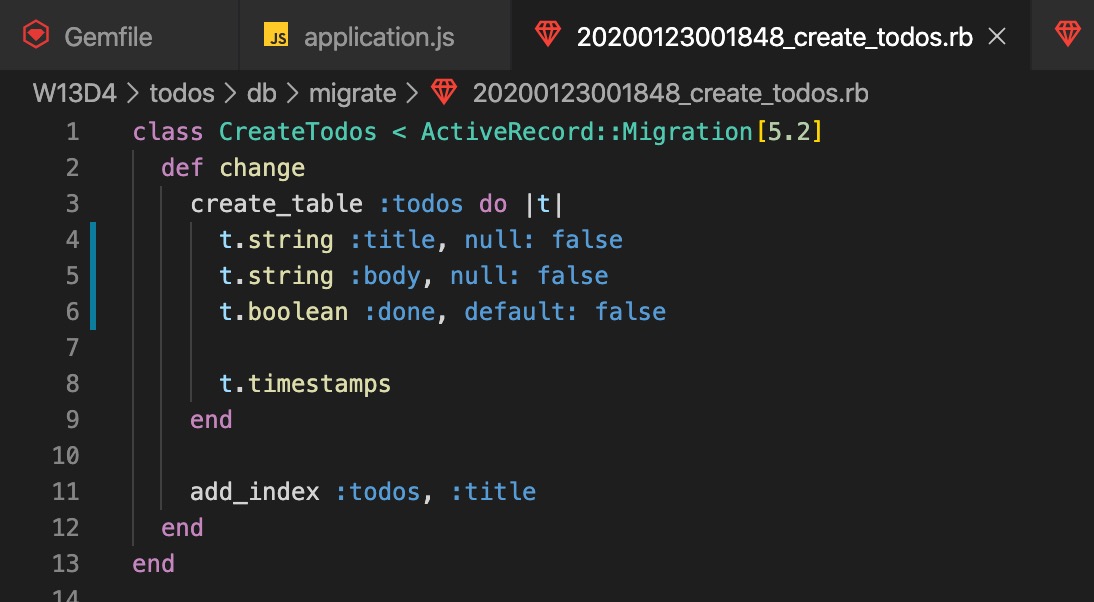 Gemfile JS application.js 20200123001848_create_todos.rb ×
W13D4 > todos > db > migrate > 20200123001848_create_todos.rb
1 class CreateTodos < ActiveRecord::Migration[5.2]
2 def change
3 create_table :todos do |t|
4 t.string :title, null: false
5 t.string :body, null: false
6 t.boolean :done, default: false
7
8 t.timestamps
9 end
10
11 add_index :todos, :title
12 end
13 end
14